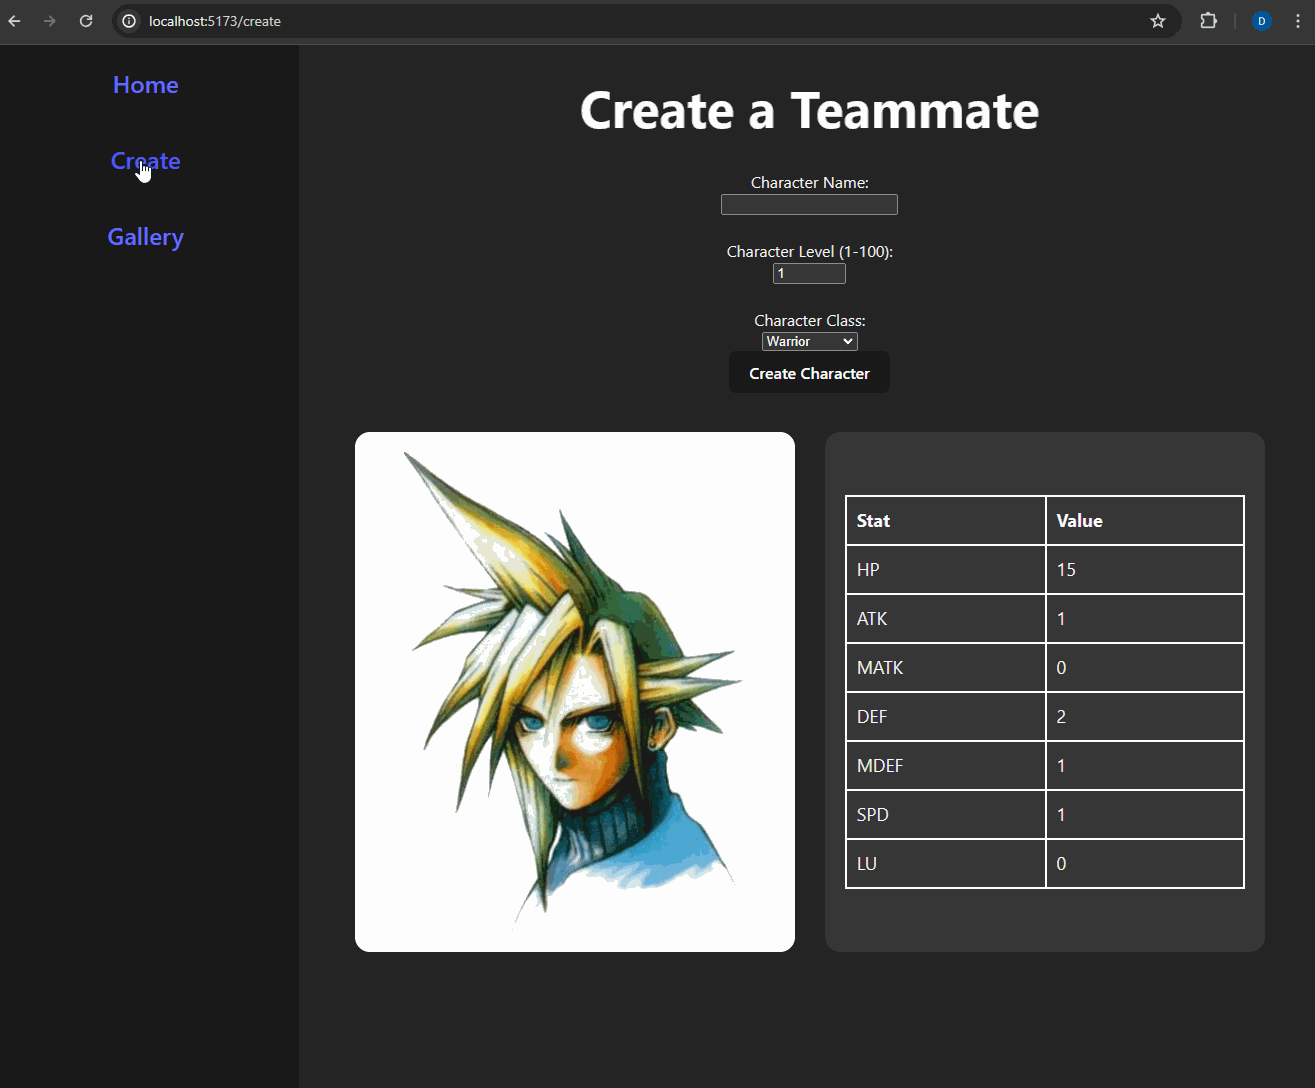 localhost:5173/create
D
Home
Create
Gallery
Create a Teammate
Character Name:
Character Level (1-100):
1
Character Class:
Warrior
Create Character
Stat Value
HP 15
ATK 1
MATK 0
DEF 2
MDEF 1
SPD 1
LU 0